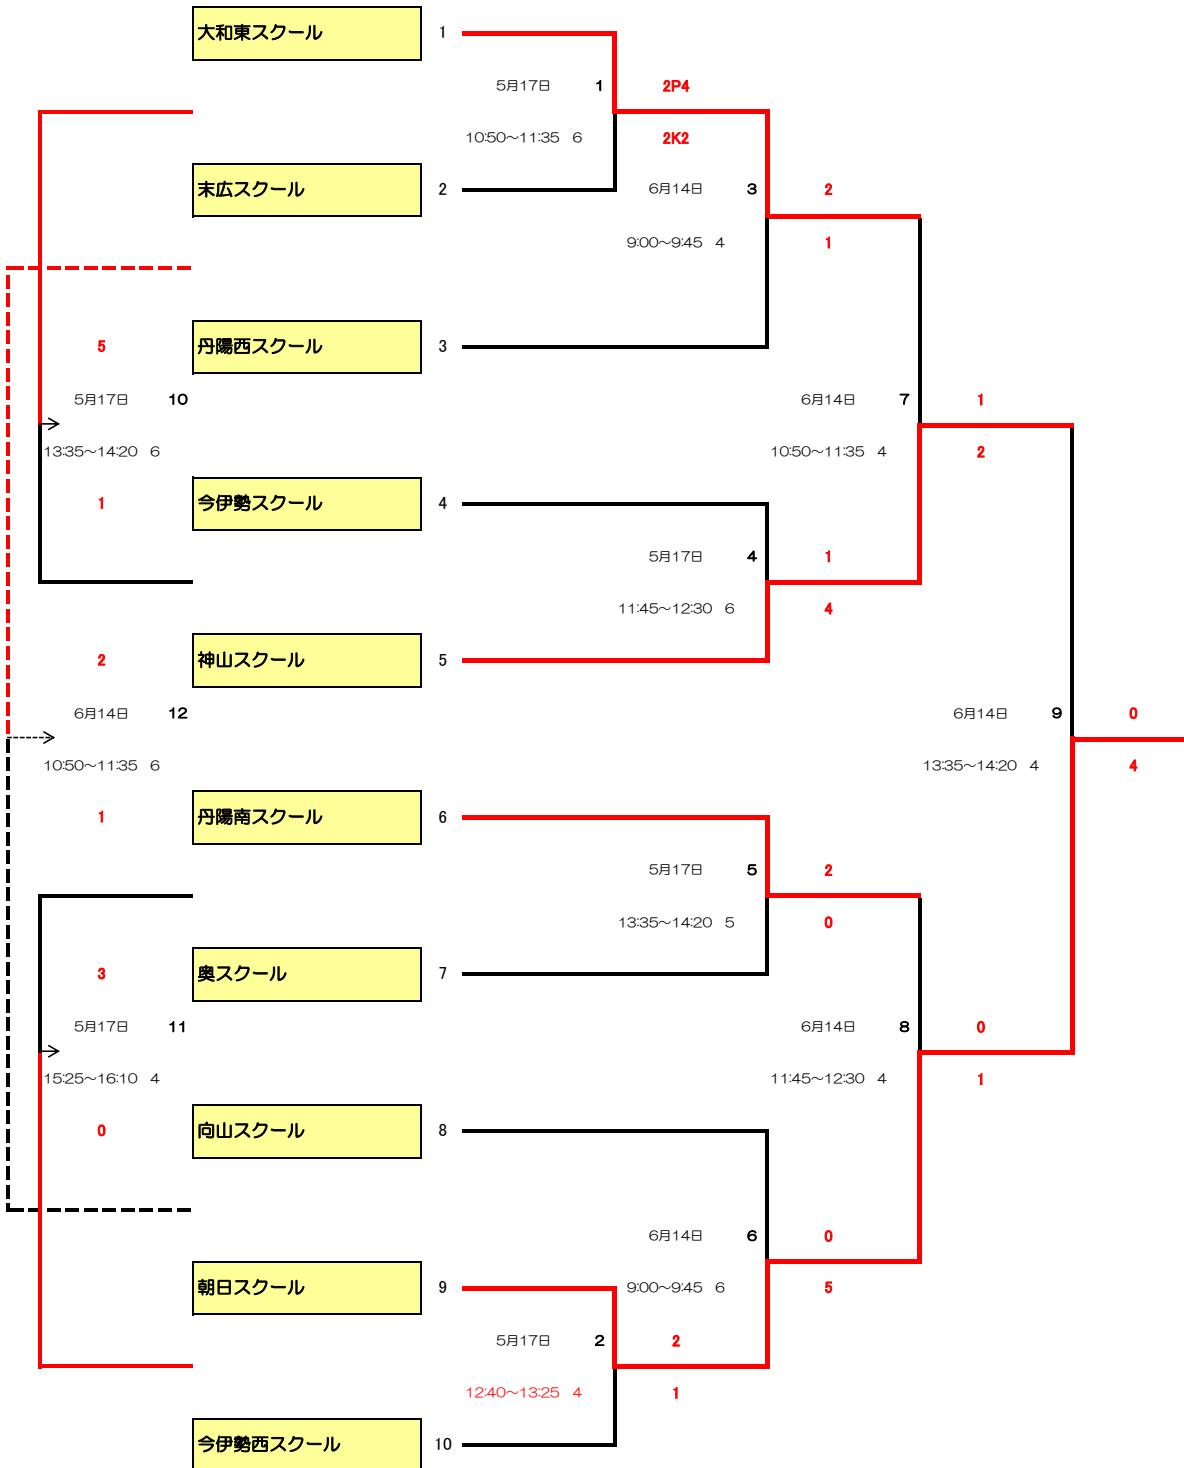 大和東スクール 1
5月17日 1 2P4
10:50～11:35 6 2K2
末広スクール 2
6月14日 3 2
9:00～9:45 4 1
丹陽西スクール 3
5
5月17日 10
6月14日 7 1
13:35～14:20 6
10:50～11:35 4 2
1
今伊勢スクール 4
5月17日 4 1
11:45～12:30 6 4
2
神山スクール 5
6月14日 12
6月14日 9 0
10:50～11:35 6
13:35～14:20 4 4
1
丹陽南スクール 6
5月17日 5 2
13:35～14:20 5 0
3
奥スクール 7
5月17日 11
6月14日 8 0
15:25～16:10 4
11:45～12:30 4 1
0
向山スクール 8
6月14日 6 0
朝日スクール 9
9:00～9:45 6 5
5月17日 2 2
12:40～13:25 4 1
今伊勢西スクール 10